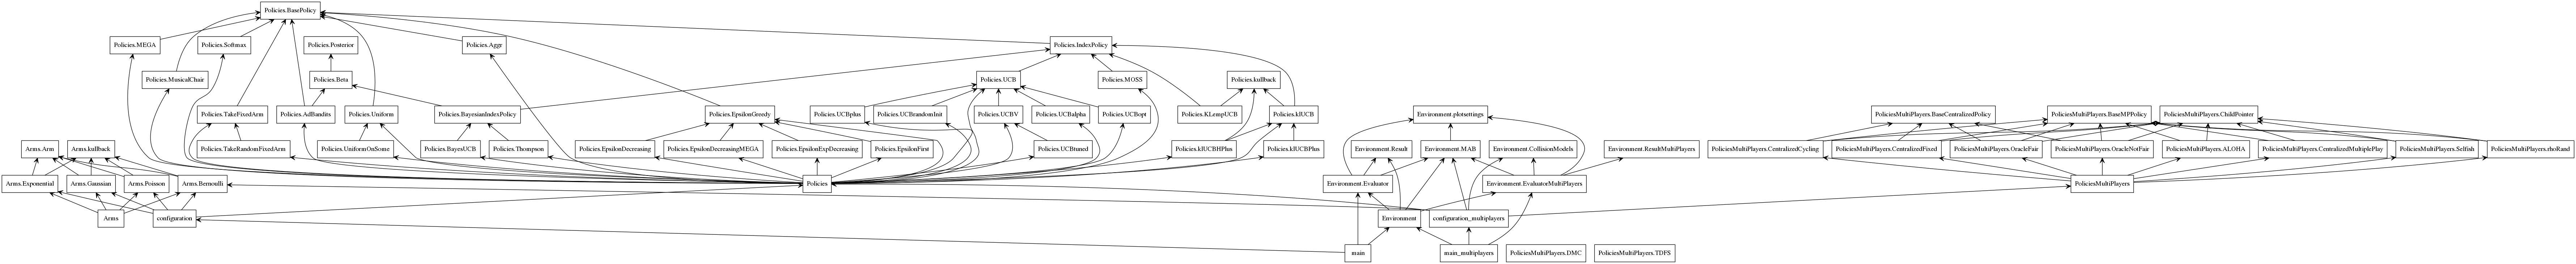 Policies.BasePolicy
Policies.MEGA
Policies.Softmax
Policies.Posterior
Policies.Aggr
Policies.IndexPolicy
Policies.MusicalChair
Policies.Beta
Policies.UCB
Policies.MOSS
Policies.kullback
Policies.TakeFixedArm
Policies.AdBandits
Policies.Uniform
Policies.BayesianIndexPolicy
Policies.EpsilonGreedy
Policies.UCBplus
Policies.UCBrandomInit
Policies.UCBV
Policies.UCBalpha
Policies.UCBopt
Policies.KLempUCB
Policies.klUCB
Environment.plotsettings
PoliciesMultiPlayers.BaseCentralizedPolicy
PoliciesMultiPlayers.BaseMPPolicy
PoliciesMultiPlayers.ChildPointer
Arms.Arm
Arms.kullback
Policies.TakeRandomFixedArm
Policies.UniformOnSome
Policies.BayesUCB
Policies.Thompson
Policies.EpsilonDecreasing
Policies.EpsilonDecreasingMEGA
Policies.EpsilonExpDecreasing
Policies.EpsilonFirst
Policies.UCBtuned
Policies.klUCBHPlus
Policies.klUCBPlus
Environment.Result
Environment.MAB
Environment.CollisionModels
Environment.ResultMultiPlayers
PoliciesMultiPlayers.CentralizedCycling
PoliciesMultiPlayers.CentralizedFixed
PoliciesMultiPlayers.OracleFair
PoliciesMultiPlayers.OracleNotFair
PoliciesMultiPlayers.ALOHA
PoliciesMultiPlayers.CentralizedMultiplePlay
PoliciesMultiPlayers.Selfish
PoliciesMultiPlayers.rhoRand
Arms.Exponential
Arms.Gaussian
Arms.Poisson
Arms.Bernoulli
Policies
Environment.Evaluator
Environment.EvaluatorMultiPlayers
PoliciesMultiPlayers
Arms
configuration
Environment
configuration_multiplayers
main
main_multiplayers
PoliciesMultiPlayers.DMC
PoliciesMultiPlayers.TDFS